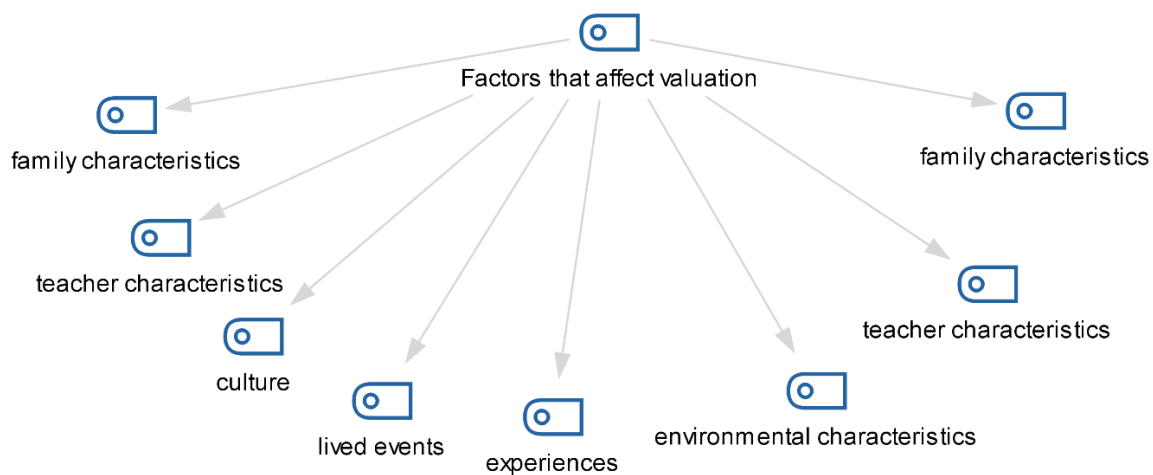 Factors that affect valuation
family characteristics
family characteristics
teacher characteristics
teacher characteristics
culture
lived events
environmental characteristics
experiences